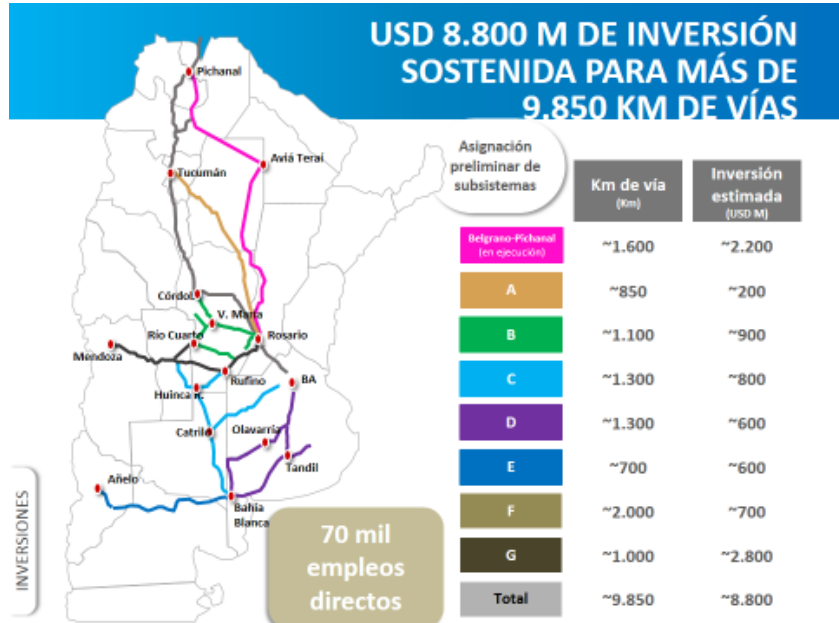 USD 8.800 M DE INVERSIÓN
SOSTENIDA PARA MÁS DE
9.850 KM DE VÍAS
Pichanal
Aviá Teraí
Tucumán
Córdob
V. María
Río Cuarto
Rosario
Mendoza
Rufino
BA
Huinca R.
Catriló
Olavarría
Tandil
Añelo
Bahía
Blanca
INVERSIONES
70 mil
empleos
directos
Asignación
preliminar de
subsistemas
Km de vía
(Km)
Inversión
estimada
(USD M)
Belgrano-Pichanal
(en ejecución)
~1.600
~2.200
A
~850
~200
B
~1.100
~900
C
~1.300
~800
D
~1.300
~600
E
~700
~600
F
~2.000
~700
G
~1.000
~2.800
Total
~9.850
~8.800